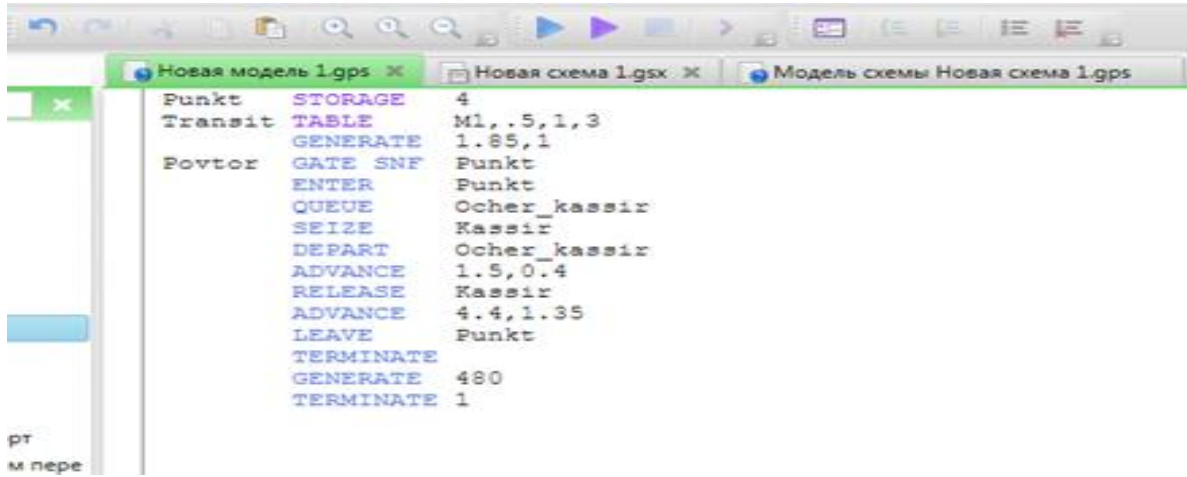 Новая модель 1.gps Новая схема 1.gsx Модель схемы Новая схема 1.gps
Punkt STORAGE 4
Transit TABLE M1,.5,1,3
GENERATE 1.85,1
Povtor GATE SNF Punkt
ENTER Punkt
QUEUE Ocher_kassir
SEIZE Kassir
DEPART Ocher_kassir
ADVANCE 1.5,0.4
RELEASE Kassir
ADVANCE 4.4,1.35
LEAVE Punkt
TERMINATE
GENERATE 480
TERMINATE 1
рт
м пере